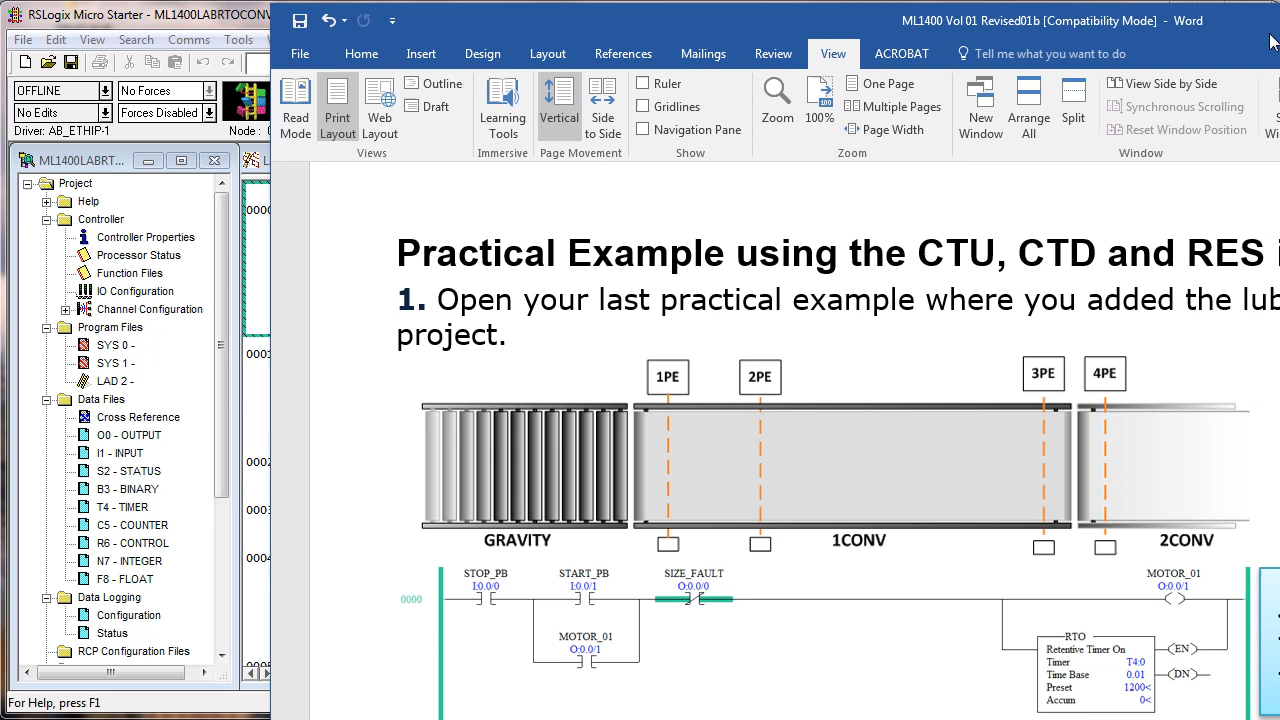 RSLogix Micro Starter - ML1400LABRTOCONV
File Edit View Search Comms Tools
OFFLINE No Forces
No Edits Forces Disabled
Driver: AB_ETHIP-1 Node :
ML1400LABRT...
Project
Help
Controller
Controller Properties
Processor Status
Function Files
IO Configuration
Channel Configuration
Program Files
SYS 0 -
SYS 1 -
LAD 2 -
Data Files
Cross Reference
O0 - OUTPUT
I1 - INPUT
S2 - STATUS
B3 - BINARY
T4 - TIMER
C5 - COUNTER
R6 - CONTROL
N7 - INTEGER
F8 - FLOAT
Data Logging
Configuration
Status
RCP Configuration Files
For Help, press F1
0000
0001
0002
0003
0004
ML1400 Vol 01 Revised01b [Compatibility Mode] - Word
File Home Insert Design Layout References Mailings Review View ACROBAT Tell me what you want to do
Read Mode
Print Layout
Web Layout
Outline
Draft
Views
Learning Tools
Immersive
Vertical
Side to Side
Page Movement
Ruler
Gridlines
Navigation Pane
Show
Zoom
100
100%
One Page
Multiple Pages
Page Width
Zoom
New Window
Arrange All
Split
View Side by Side
Synchronous Scrolling
Reset Window Position
Window
Practical Example using the CTU, CTD and RES i
1. Open your last practical example where you added the lub
project.
1PE 2PE 3PE 4PE
GRAVITY 1CONV 2CONV
STOP_PB START_PB SIZE_FAULT MOTOR_01
I:0.0/0 I:0.0/1 O:0.0/0 O:0.0/1
0000
MOTOR_01
O:0.0/1
RTO
Retentive Timer On EN
Timer T4:0
Time Base 0.01 DN
Preset 1200<
Accum 0<